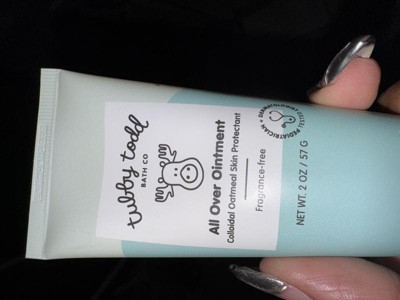 tubby todd
BATH CO
All Over Ointment
Colloidal Oatmeal Skin Protectant
Fragrance-free
PEDIATRICIAN + DERMATOLOGIST TESTED
NET WT. 2 OZ / 57 G